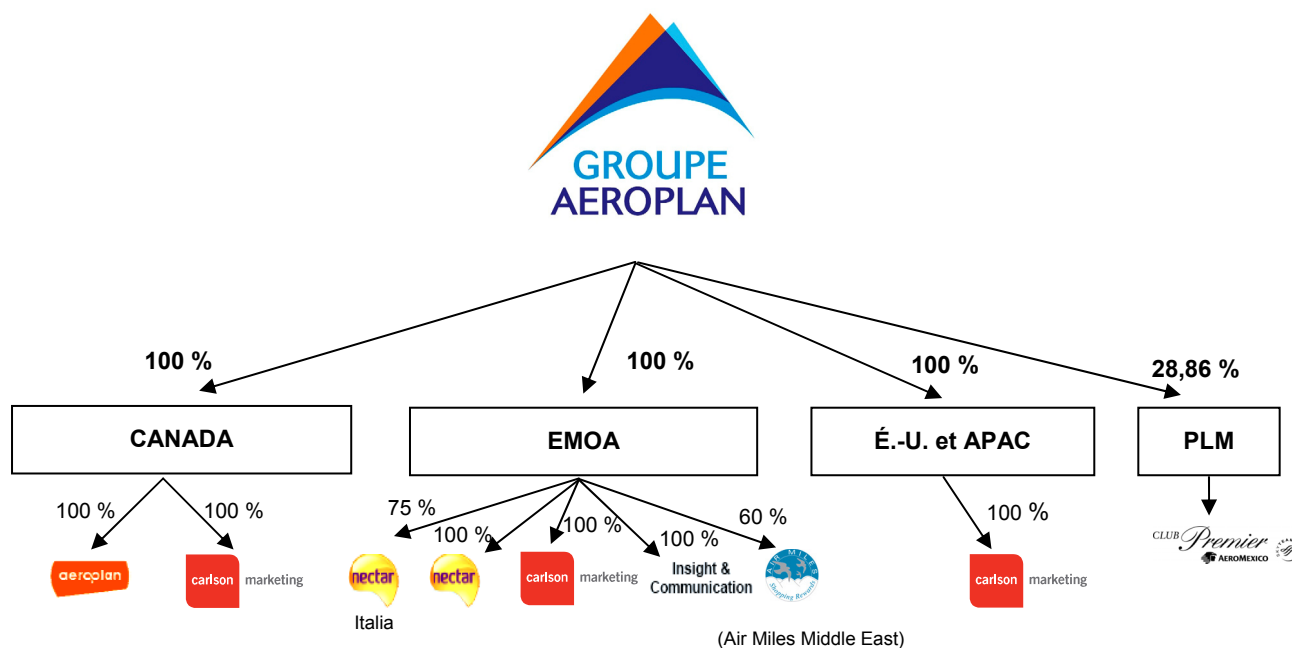 GROUPE
AEROPLAN
100 %
100 %
100 %
28,86 %
CANADA
EMOA
É.-U. et APAC
PLM
100 %
100 %
75 %
100 %
100 %
100 %
60 %
100 %
aeroplan
carlson marketing
nectar
Italia
nectar
carlson marketing
Insight &
Communication
AIR MILES
Shopping Rewards
(Air Miles Middle East)
carlson marketing
CLUB Premier
AEROMEXICO